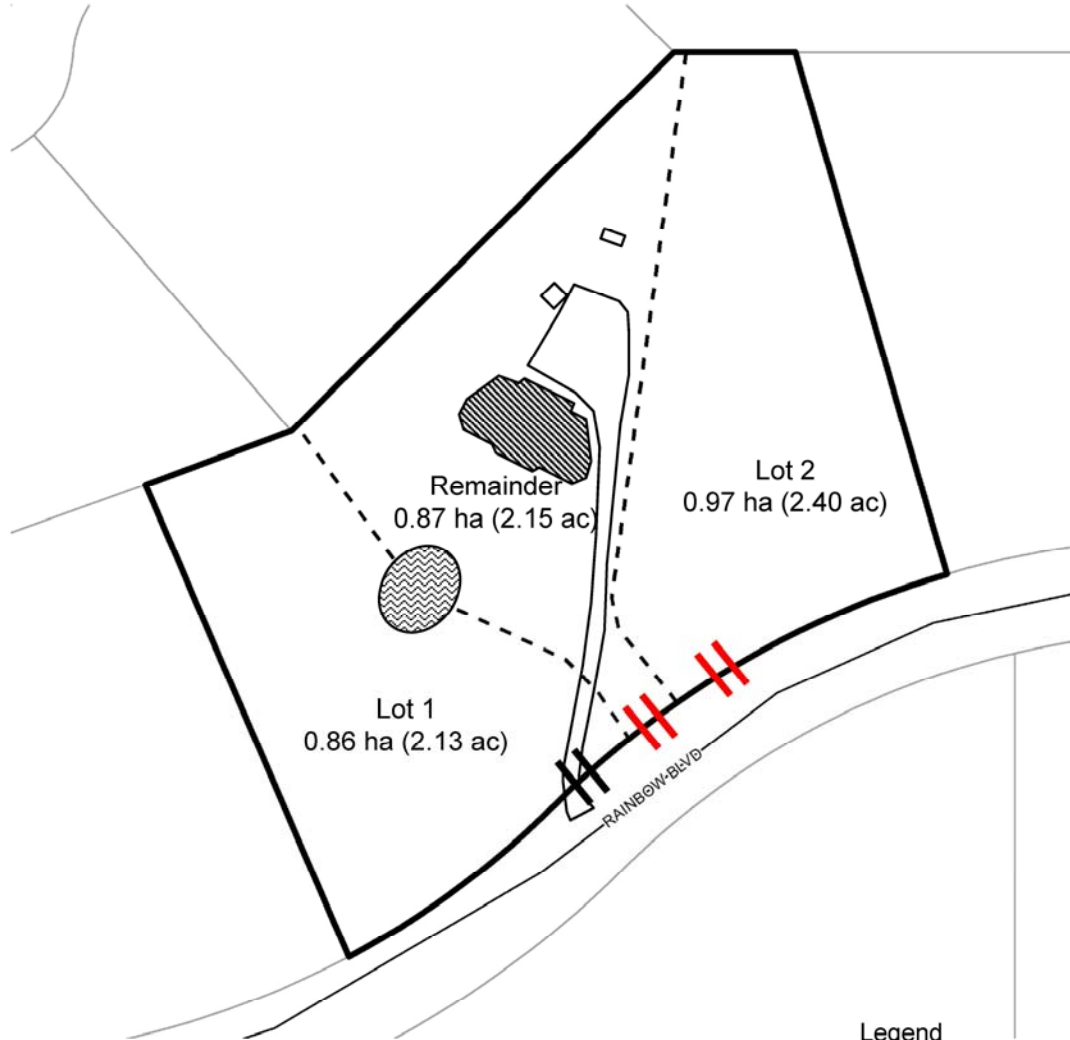 Lot 2
0.97 ha (2.40 ac)
Remainder
0.87 ha (2.15 ac)
Lot 1
0.86 ha (2.13 ac)
RAINBOW BLVD
Legend